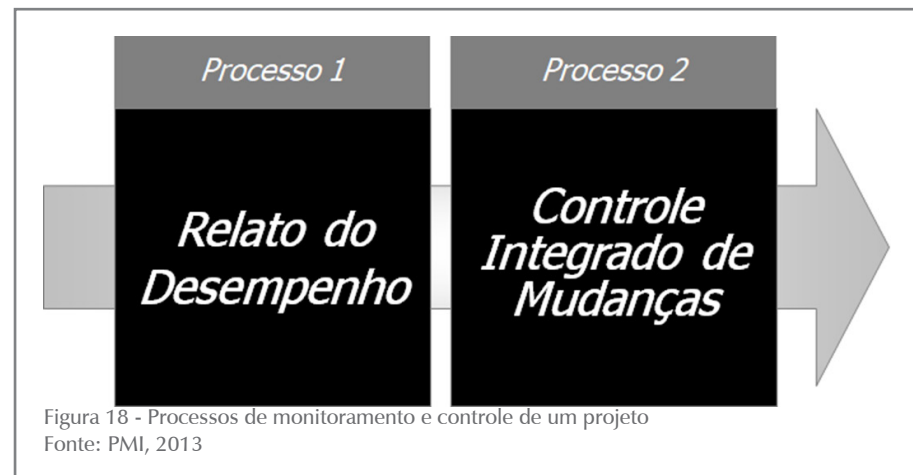 Processo 1
Relato do
Desempenho
Processo 2
Controle
Integrado de
Mudanças
Figura 18 - Processos de monitoramento e controle de um projeto
Fonte: PMI, 2013